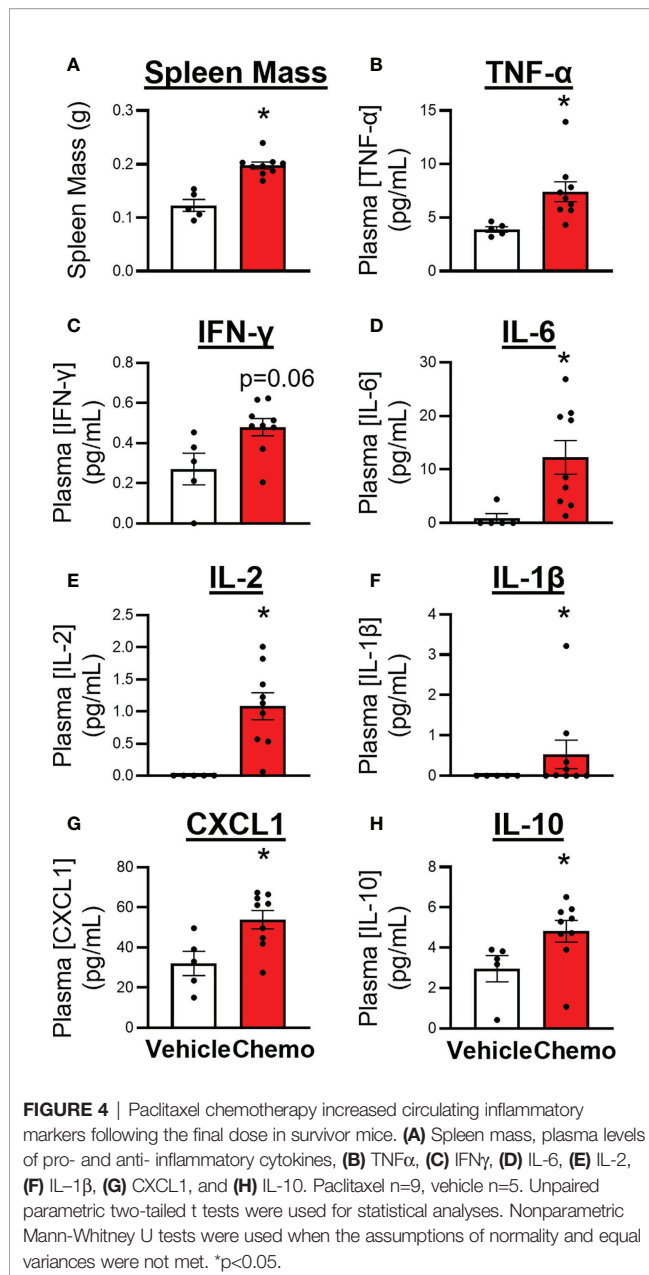 A
Spleen Mass
Spleen Mass (g)
0.3
0.2
0.1
0.0
*
B
TNF-α
Plasma [TNF-α]
(pg/mL)
15
10
5
0
*
C
IFN-γ
Plasma [IFN-γ]
(pg/mL)
0.8
0.6
0.4
0.2
0.0
p=0.06
D
IL-6
Plasma [IL-6]
(pg/mL)
30
20
10
0
*
E
IL-2
Plasma [IL-2]
(pg/mL)
2.5
2.0
1.5
1.0
0.5
0.0
*
F
IL-1β
Plasma [IL-1β]
(pg/mL)
4
3
2
1
0
*
G
CXCL1
Plasma [CXCL1]
(pg/mL)
80
60
40
20
0
*
Vehicle Chemo
H
IL-10
Plasma [IL-10]
(pg/mL)
8
6
4
2
0
*
Vehicle Chemo
FIGURE 4 | Paclitaxel chemotherapy increased circulating inflammatory
markers following the final dose in survivor mice. (A) Spleen mass, plasma levels
of pro- and anti- inflammatory cytokines, (B) TNFα, (C) IFNγ, (D) IL-6, (E) IL-2,
(F) IL–1β, (G) CXCL1, and (H) IL-10. Paclitaxel n=9, vehicle n=5. Unpaired
parametric two-tailed t tests were used for statistical analyses. Nonparametric
Mann-Whitney U tests were used when the assumptions of normality and equal
variances were not met. *p<0.05.